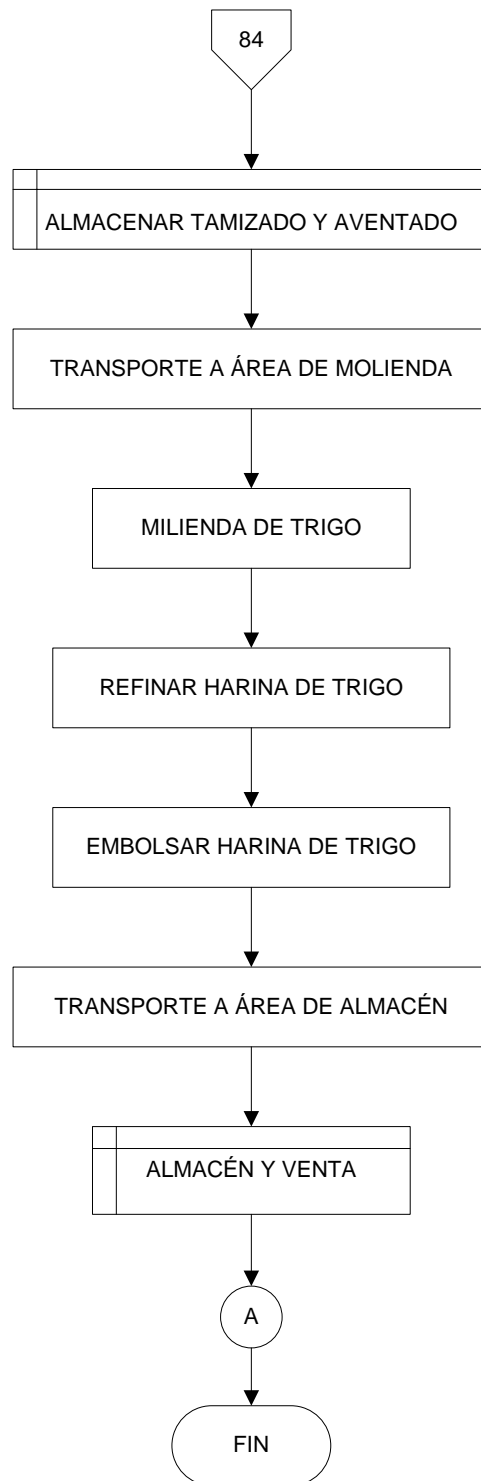 84
ALMACENAR TAMIZADO Y AVENTADO
TRANSPORTE A ÁREA DE MOLIENDA
MILIENDA DE TRIGO
REFINAR HARINA DE TRIGO
EMBOLSAR HARINA DE TRIGO
TRANSPORTE A ÁREA DE ALMACÉN
ALMACÉN Y VENTA
A
FIN